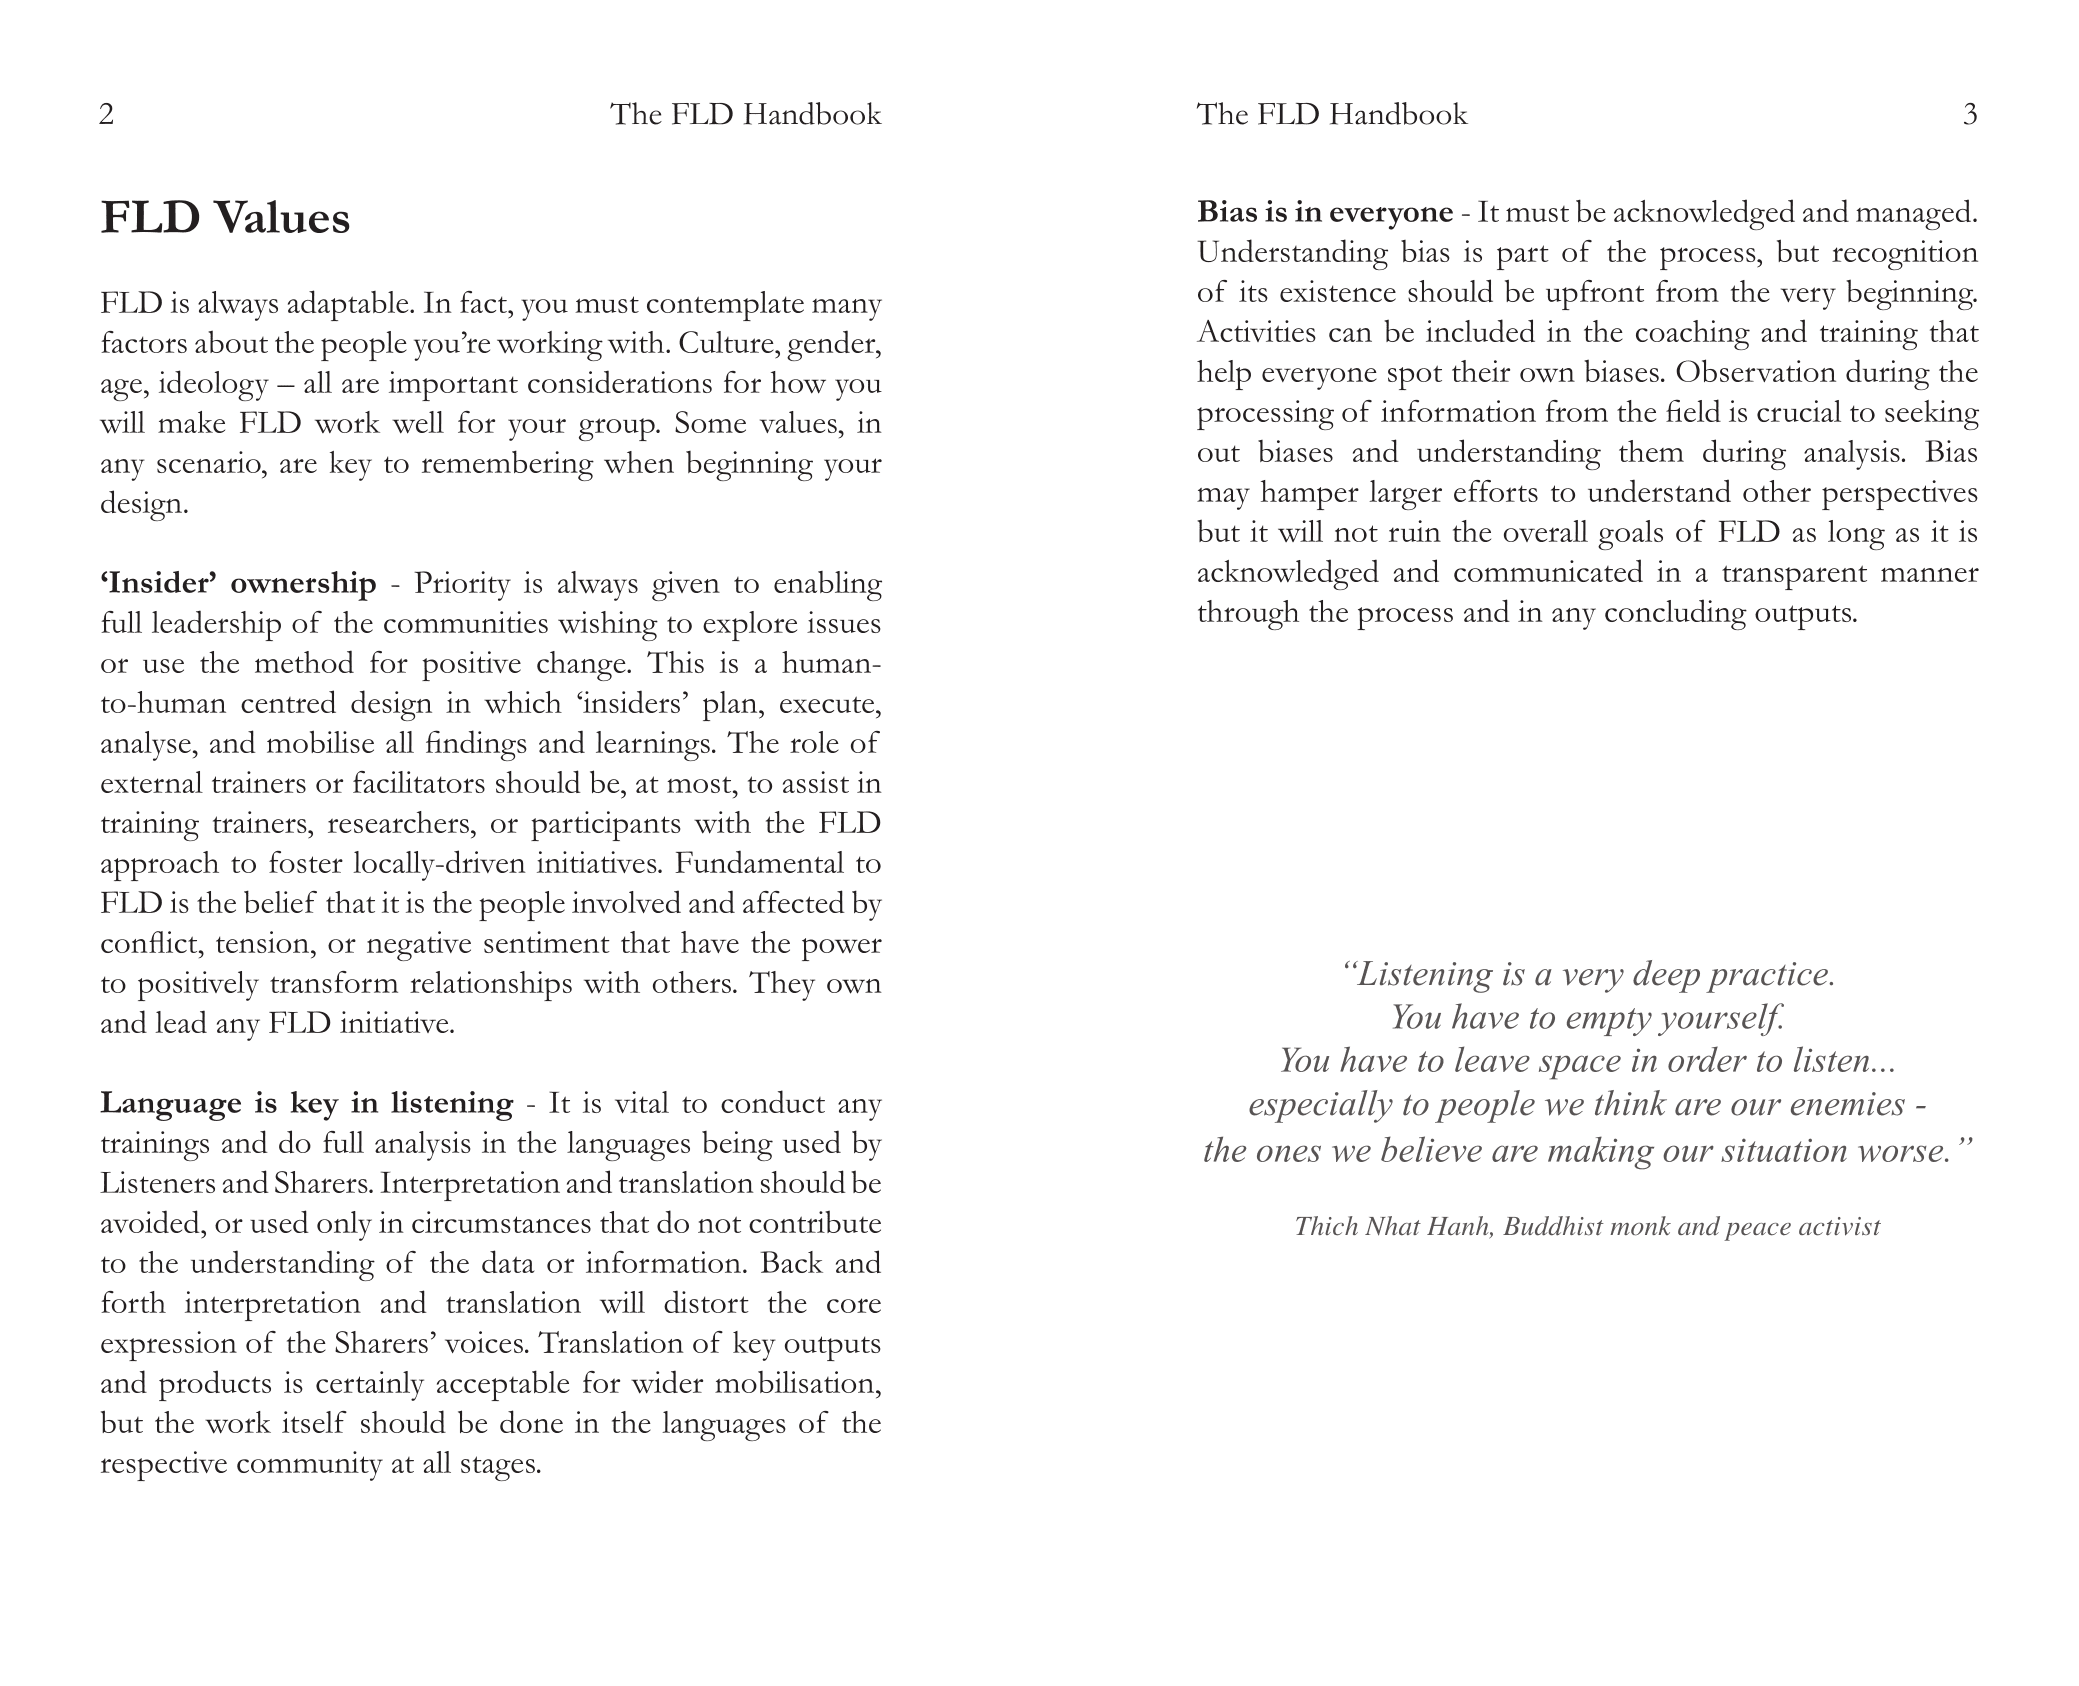 2
The FLD Handbook
FLD Values
FLD is always adaptable. In fact, you must contemplate many
factors about the people you’re working with. Culture, gender,
age, ideology – all are important considerations for how you
will make FLD work well for your group. Some values, in
any scenario, are key to remembering when beginning your
design.
‘Insider’ ownership - Priority is always given to enabling
full leadership of the communities wishing to explore issues
or use the method for positive change. This is a human-
to-human centred design in which ‘insiders’ plan, execute,
analyse, and mobilise all findings and learnings. The role of
external trainers or facilitators should be, at most, to assist in
training trainers, researchers, or participants with the FLD
approach to foster locally-driven initiatives. Fundamental to
FLD is the belief that it is the people involved and affected by
conflict, tension, or negative sentiment that have the power
to positively transform relationships with others. They own
and lead any FLD initiative.
Language is key in listening - It is vital to conduct any
trainings and do full analysis in the languages being used by
Listeners and Sharers. Interpretation and translation should be
avoided, or used only in circumstances that do not contribute
to the understanding of the data or information. Back and
forth interpretation and translation will distort the core
expression of the Sharers’ voices. Translation of key outputs
and products is certainly acceptable for wider mobilisation,
but the work itself should be done in the languages of the
respective community at all stages.
The FLD Handbook
3
Bias is in everyone - It must be acknowledged and managed.
Understanding bias is part of the process, but recognition
of its existence should be upfront from the very beginning.
Activities can be included in the coaching and training that
help everyone spot their own biases. Observation during the
processing of information from the field is crucial to seeking
out biases and understanding them during analysis. Bias
may hamper larger efforts to understand other perspectives
but it will not ruin the overall goals of FLD as long as it is
acknowledged and communicated in a transparent manner
through the process and in any concluding outputs.
“Listening is a very deep practice.
You have to empty yourself.
You have to leave space in order to listen...
especially to people we think are our enemies -
the ones we believe are making our situation worse.”
Thich Nhat Hanh, Buddhist monk and peace activist